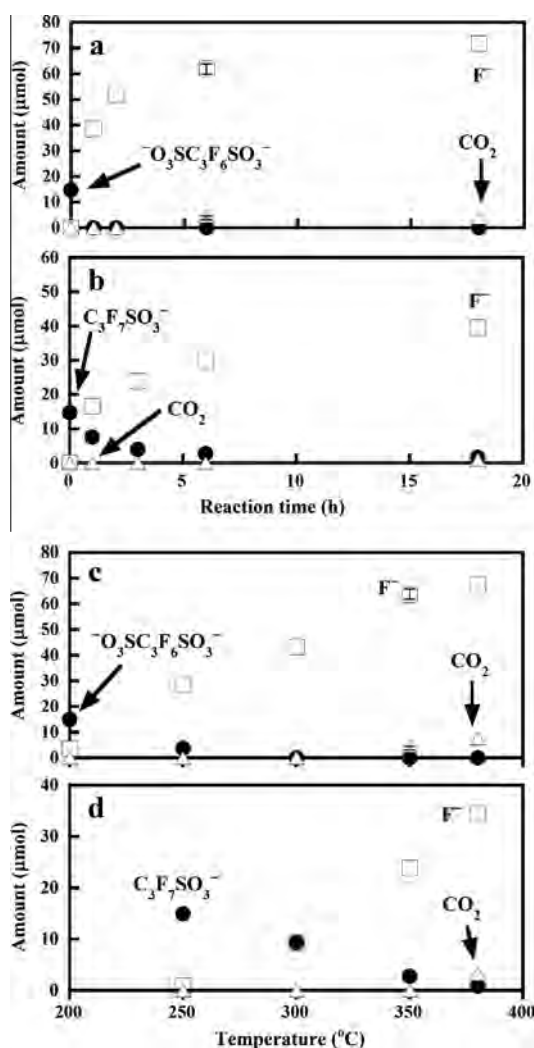 80
a
70
60
F⁻
50
40
CO₂
30
⁻O₃SC₃F₆SO₃⁻
20
10
0
Amount (μmol)
60
b
50
F⁻
C₃F₇SO₃⁻
40
30
20
CO₂
10
0
Amount (μmol)
0 5 10 15 20
Reaction time (h)
80
c
70
F⁻
60
50
⁻O₃SC₃F₆SO₃⁻
40
CO₂
30
20
10
0
Amount (μmol)
40
d
F⁻
30
C₃F₇SO₃⁻
20
CO₂
10
0
Amount (μmol)
200 250 300 350 400
Temperature (°C)